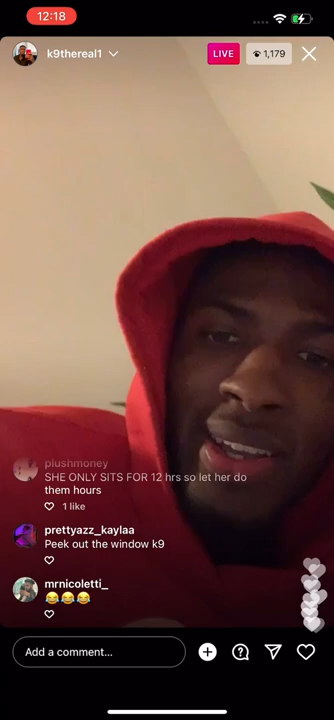 12:18
k9thereal1
LIVE
1,179
plushmoney
SHE ONLY SITS FOR 12 hrs so let her do
them hours
1 like
prettyazz_kaylaa
Peek out the window k9
mrnicoletti_
😂😂😂
Add a comment...